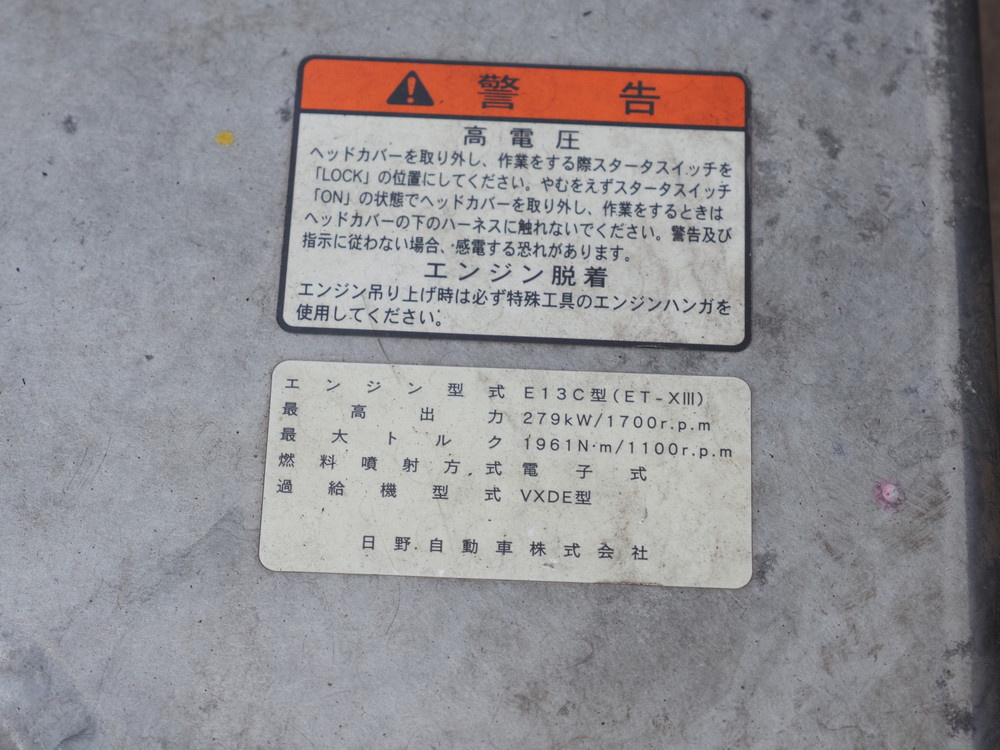 警告
高電圧
ヘッドカバーを取り外し、作業をする際スタータスイッチを
「LOCK」の位置にしてください。やむをえずスタータスイッチ
「ON」の状態でヘッドカバーを取り外し、作業をするときは
ヘッドカバーの下のハーネスに触れないでください。警告及び
指示に従わない場合、感電する恐れがあります。
エンジン脱着
エンジン吊り上げ時は必ず特殊工具のエンジンハンガを
使用してください。
エンジン型式 E13C型(ET-XⅢ)
最高出力 279kW/1700r.p.m
最大トルク 1961N·m/1100r.p.m
燃料噴射方式 電子式
過給機型式 VXDE型
日野自動車株式会社